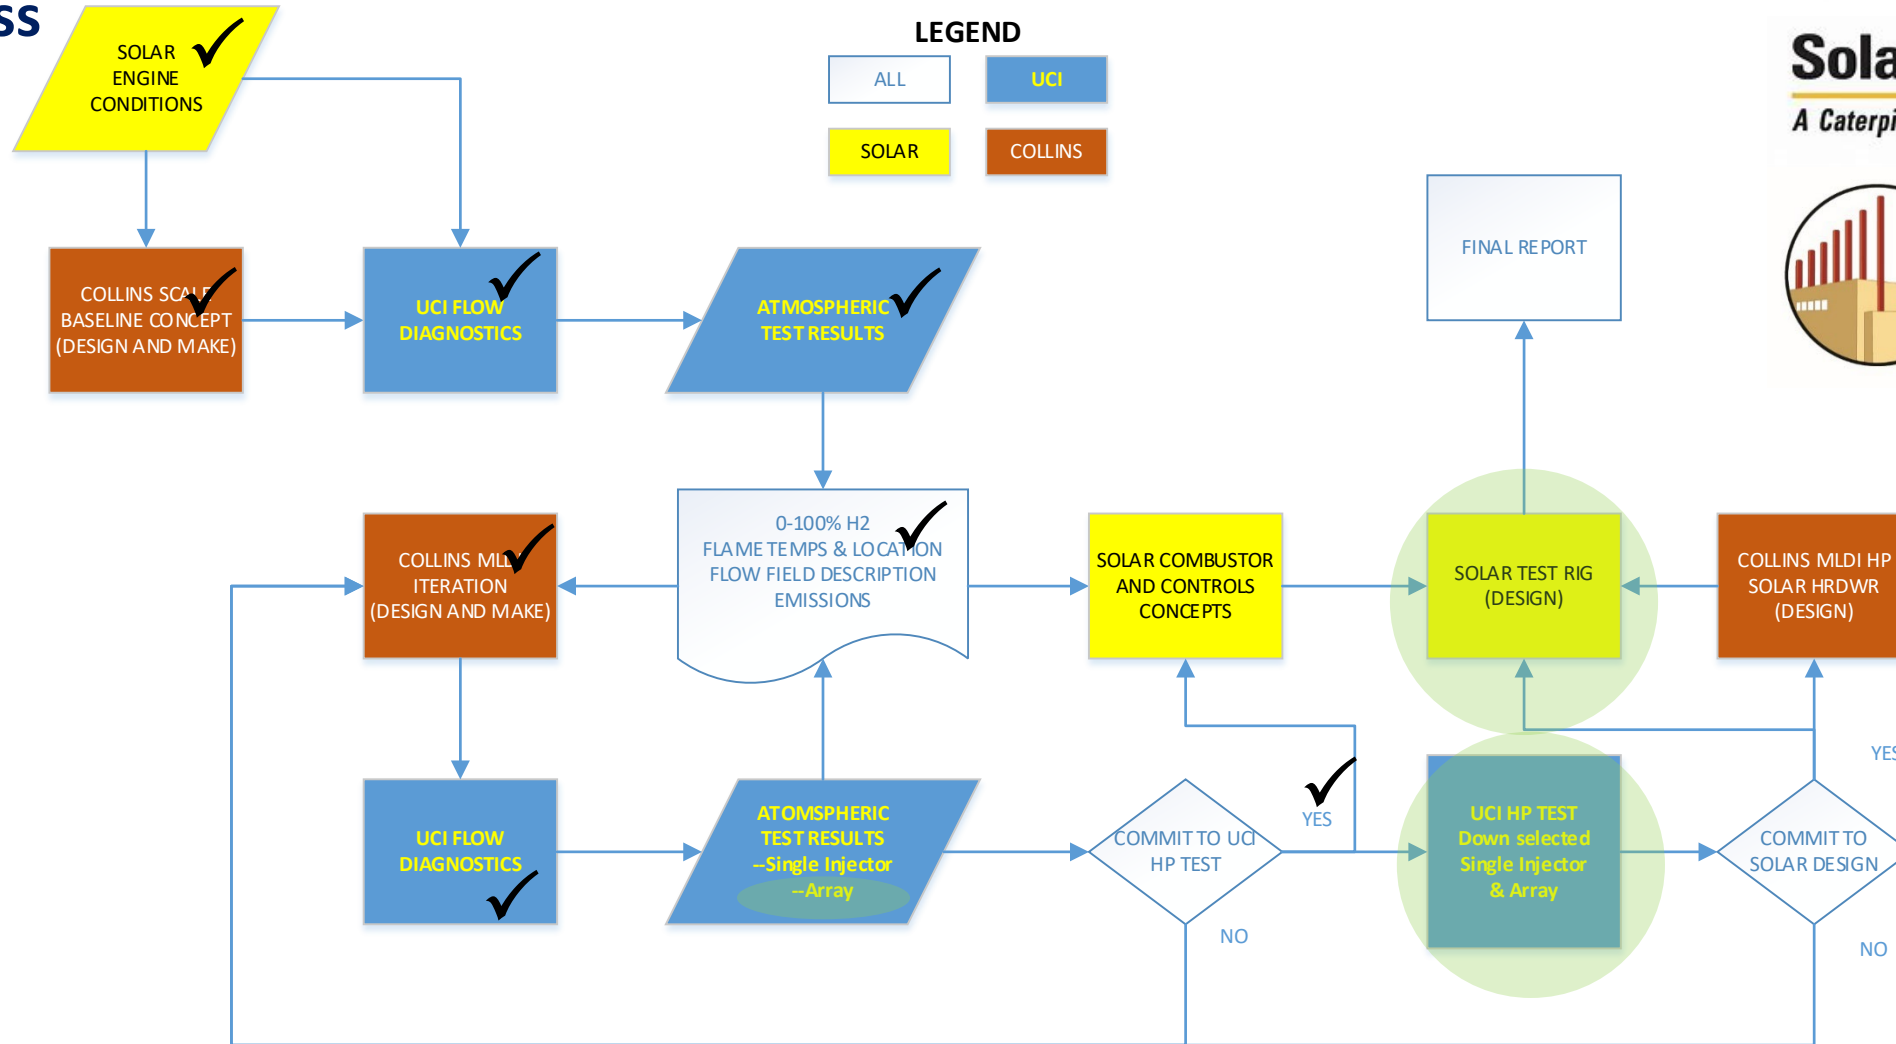 ss
SOLAR
ENGINE
CONDITIONS
LEGEND
ALL
UCI
SOLAR
COLLINS
Sola
A Caterpi
COLLINS SCALE
BASELINE CONCEPT
(DESIGN AND MAKE)
UCI FLOW
DIAGNOSTICS
ATMOSPHERIC
TEST RESULTS
FINAL REPORT
COLLINS MLDI
ITERATION
(DESIGN AND MAKE)
0-100% H2
FLAME TEMPS & LOCATION
FLOW FIELD DESCRIPTION
EMISSIONS
SOLAR COMBUSTOR
AND CONTROLS
CONCEPTS
SOLAR TEST RIG
(DESIGN)
COLLINS MLDI HP
SOLAR HRDWR
(DESIGN)
UCI FLOW
DIAGNOSTICS
ATOMSPHERIC
TEST RESULTS
--Single Injector
--Array
COMMIT TO UCI
HP TEST
YES
NO
UCI HP TEST
Down selected
Single Injector
& Array
COMMIT TO
SOLAR DESIGN
YES
NO